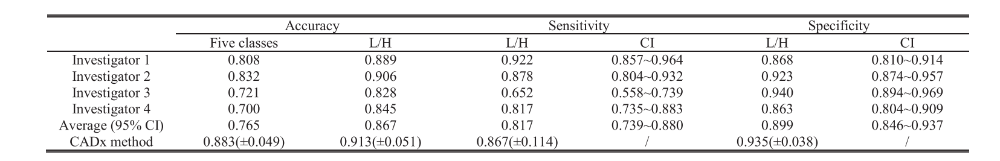 Accuracy Sensitivity Specificity
Five classes L/H L/H CI L/H CI
Investigator 1 0.808 0.889 0.922 0.857~0.964 0.868 0.810~0.914
Investigator 2 0.832 0.906 0.878 0.804~0.932 0.923 0.874~0.957
Investigator 3 0.721 0.828 0.652 0.558~0.739 0.940 0.894~0.969
Investigator 4 0.700 0.845 0.817 0.735~0.883 0.863 0.804~0.909
Average (95% CI) 0.765 0.867 0.817 0.739~0.880 0.899 0.846~0.937
CADx method 0.883(±0.049) 0.913(±0.051) 0.867(±0.114) / 0.935(±0.038) /